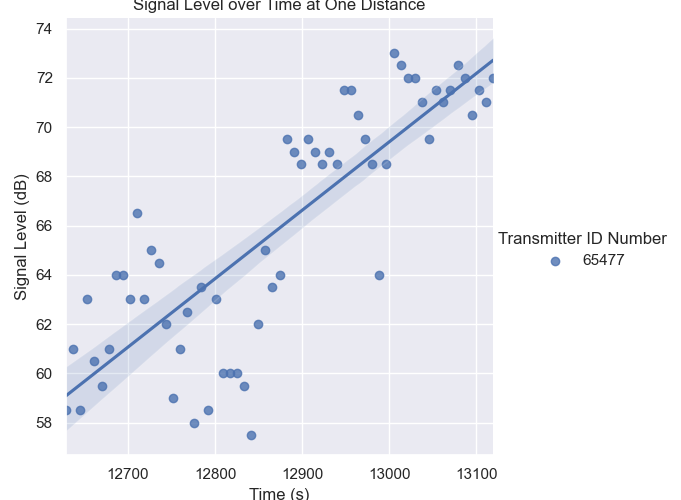 Signal Level over Time at One Distance
74
72
70
68
66
64
62
60
58
Signal Level (dB)
12700 12800 12900 13000 13100
Time (s)
Transmitter ID Number
65477